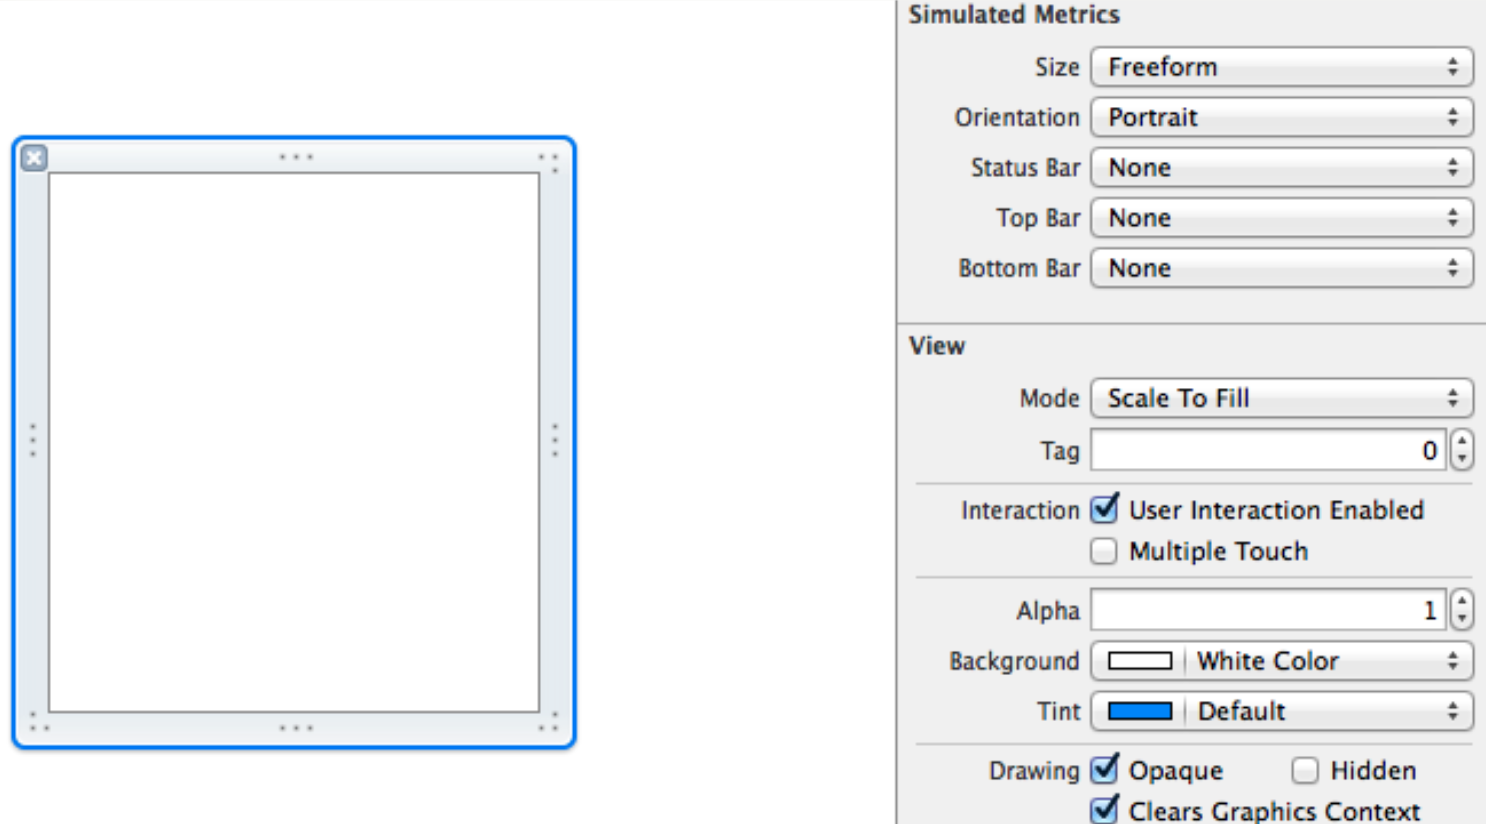 Simulated Metrics
Size Freeform
Orientation Portrait
Status Bar None
Top Bar None
Bottom Bar None
View
Mode Scale To Fill
Tag 0
Interaction User Interaction Enabled
Multiple Touch
Alpha 1
Background White Color
Tint Default
Drawing Opaque Hidden
Clears Graphics Context